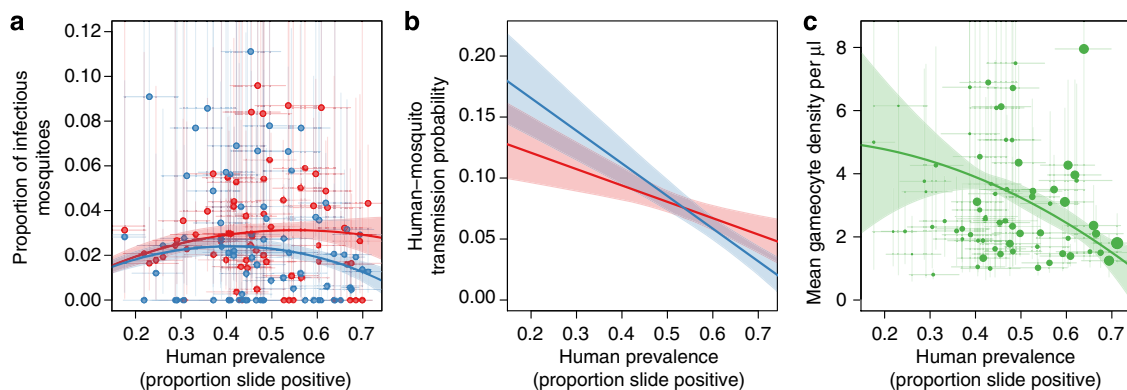 a
Proportion of infectious
mosquitoes
0.12
0.10
0.08
0.06
0.04
0.02
0.00
0.2 0.3 0.4 0.5 0.6 0.7
Human prevalence
(proportion slide positive)
b
Human–mosquito
transmission probability
0.20
0.15
0.10
0.05
0.00
0.2 0.3 0.4 0.5 0.6 0.7
Human prevalence
(proportion slide positive)
c
Mean gameocyte density per µl
8
6
4
2
0
0.2 0.3 0.4 0.5 0.6 0.7
Human prevalence
(proportion slide positive)